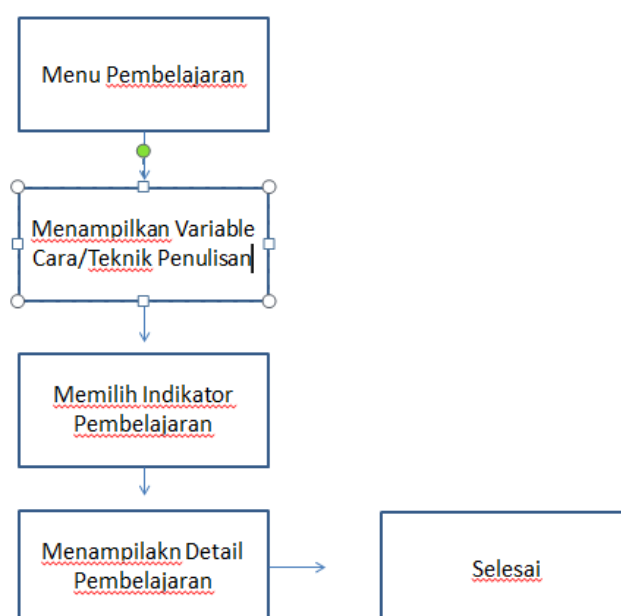 Menu Pembelajaran
Menampilkan Variable
Cara/Teknik Penulisan
Memilih Indikator
Pembelajaran
Menampilakn Detail
Pembelajaran
Selesai